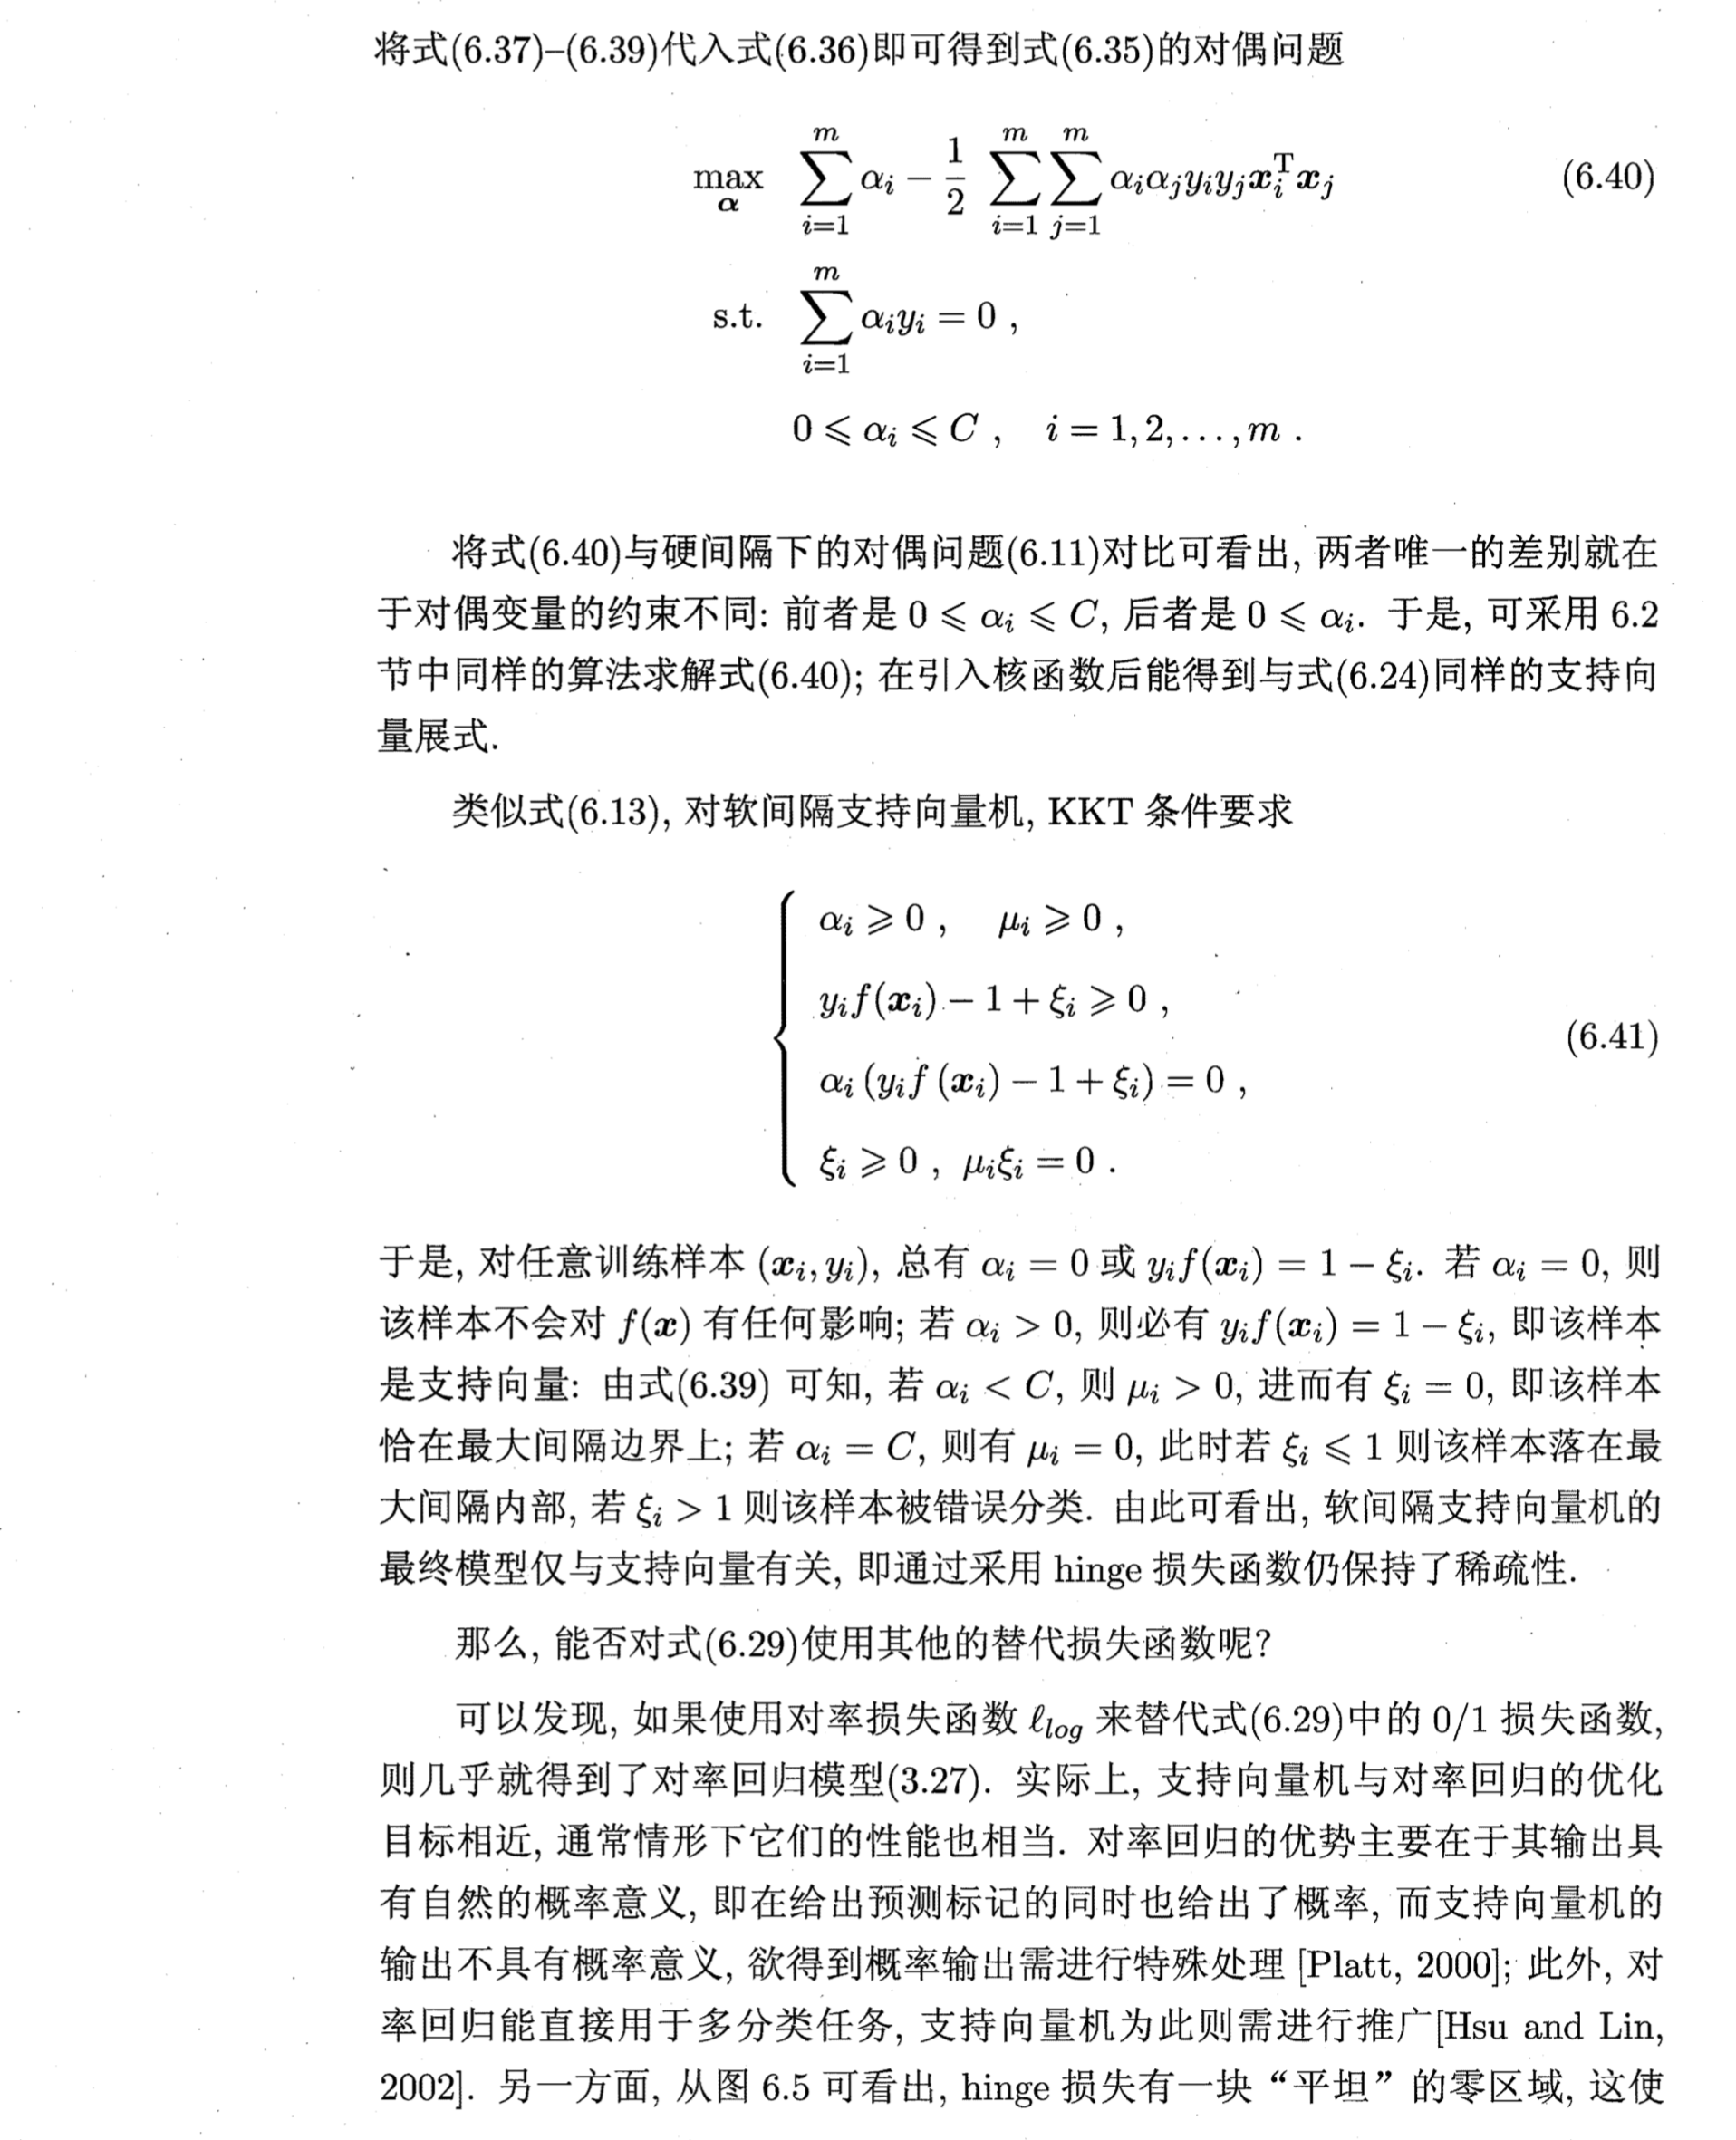 将式(6.37)–(6.39)代入式(6.36)即可得到式(6.35)的对偶问题
$\max_{\boldsymbol{\alpha}} \sum_{i=1}^{m} \alpha_i - \frac{1}{2} \sum_{i=1}^{m} \sum_{j=1}^{m} \alpha_i \alpha_j y_i y_j \boldsymbol{x}_i^{\mathrm{T}} \boldsymbol{x}_j$ (6.40)
s.t. $\sum_{i=1}^{m} \alpha_i y_i = 0$ ,
$0 \leqslant \alpha_i \leqslant C$ , $i = 1, 2, \ldots, m$ .
将式(6.40)与硬间隔下的对偶问题(6.11)对比可看出, 两者唯一的差别就在
于对偶变量的约束不同: 前者是 $0 \leqslant \alpha_i \leqslant C$, 后者是 $0 \leqslant \alpha_i$. 于是, 可采用 6.2
节中同样的算法求解式(6.40); 在引入核函数后能得到与式(6.24)同样的支持向
量展式.
类似式(6.13), 对软间隔支持向量机, KKT 条件要求
$\alpha_i \geqslant 0$ , $\mu_i \geqslant 0$ ,
$y_i f(\boldsymbol{x}_i) - 1 + \xi_i \geqslant 0$ ,
(6.41)
$\alpha_i (y_i f(\boldsymbol{x}_i) - 1 + \xi_i) = 0$ ,
$\xi_i \geqslant 0$ , $\mu_i \xi_i = 0$ .
于是, 对任意训练样本 $(\boldsymbol{x}_i, y_i)$, 总有 $\alpha_i = 0$ 或 $y_i f(\boldsymbol{x}_i) = 1 - \xi_i$. 若 $\alpha_i = 0$, 则
该样本不会对 $f(\boldsymbol{x})$ 有任何影响; 若 $\alpha_i > 0$, 则必有 $y_i f(\boldsymbol{x}_i) = 1 - \xi_i$, 即该样本
是支持向量: 由式(6.39) 可知, 若 $\alpha_i < C$, 则 $\mu_i > 0$, 进而有 $\xi_i = 0$, 即该样本
恰在最大间隔边界上; 若 $\alpha_i = C$, 则有 $\mu_i = 0$, 此时若 $\xi_i \leqslant 1$ 则该样本落在最
大间隔内部, 若 $\xi_i > 1$ 则该样本被错误分类. 由此可看出, 软间隔支持向量机的
最终模型仅与支持向量有关, 即通过采用 hinge 损失函数仍保持了稀疏性.
那么, 能否对式(6.29)使用其他的替代损失函数呢?
可以发现, 如果使用对率损失函数 $\ell_{log}$ 来替代式(6.29)中的 0/1 损失函数,
则几乎就得到了对率回归模型(3.27). 实际上, 支持向量机与对率回归的优化
目标相近, 通常情形下它们的性能也相当. 对率回归的优势主要在于其输出具
有自然的概率意义, 即在给出预测标记的同时也给出了概率, 而支持向量机的
输出不具有概率意义, 欲得到概率输出需进行特殊处理 [Platt, 2000]; 此外, 对
率回归能直接用于多分类任务, 支持向量机为此则需进行推广[Hsu and Lin,
2002]. 另一方面, 从图 6.5 可看出, hinge 损失有一块“平坦”的零区域, 这使